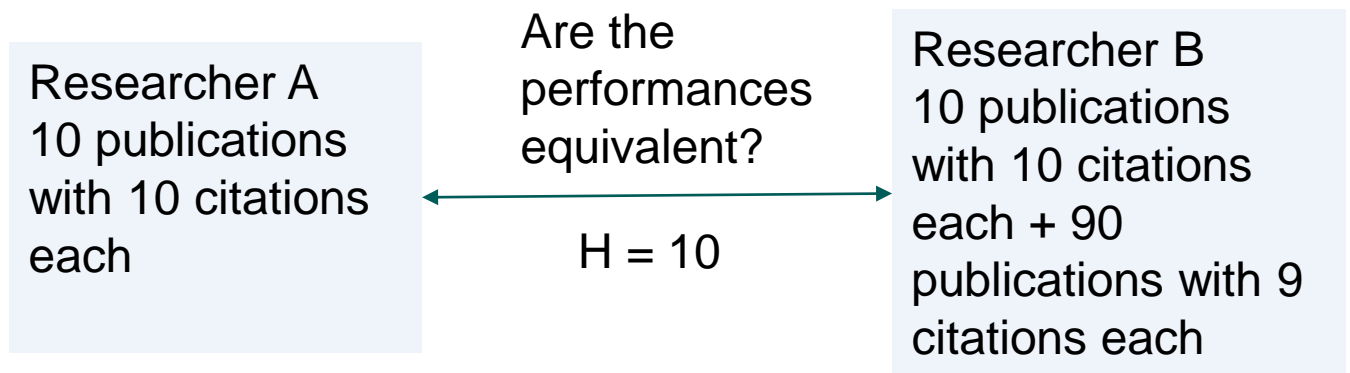 Researcher A
10 publications
with 10 citations
each
Are the
performances
equivalent?
H = 10
Researcher B
10 publications
with 10 citations
each + 90
publications with 9
citations each